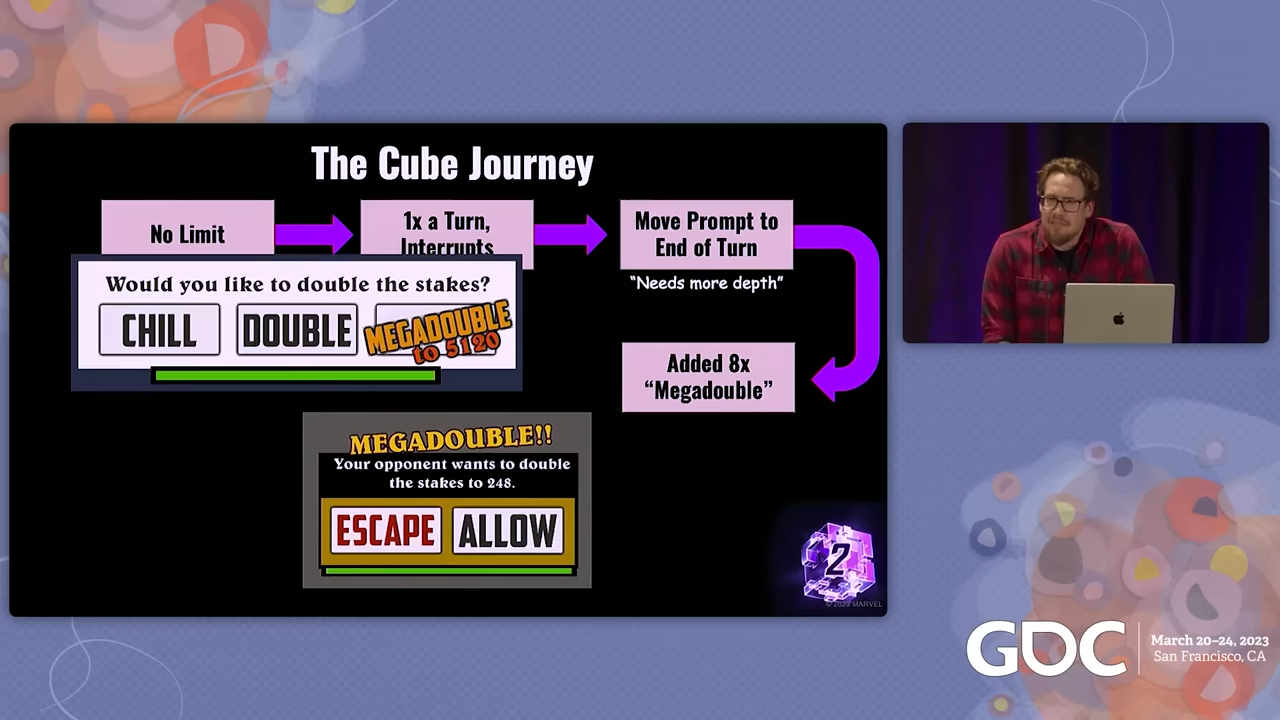 The Cube Journey
No Limit
1x a Turn,
Interrupts
Move Prompt to
End of Turn
"Needs more depth"
Would you like to double the stakes?
CHILL
DOUBLE
MEGADOUBLE
to 5120
Added 8x
"Megadouble"
MEGADOUBLE!!
Your opponent wants to double
the stakes to 248.
ESCAPE
ALLOW
2
© 2023 MARVEL
GDC
March 20–24, 2023
San Francisco, CA